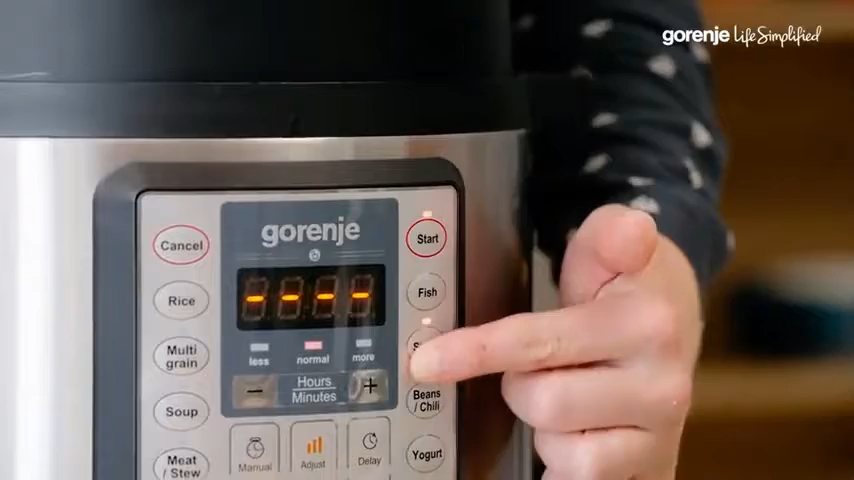 gorenje Life Simplified
gorenje
Cancel
Start
Rice
Fish
less
normal
more
Multi
grain
Hours
Minutes
Soup
Beans
/ Chili
Manual
Adjust
Delay
Meat
/ Stew
Yogurt